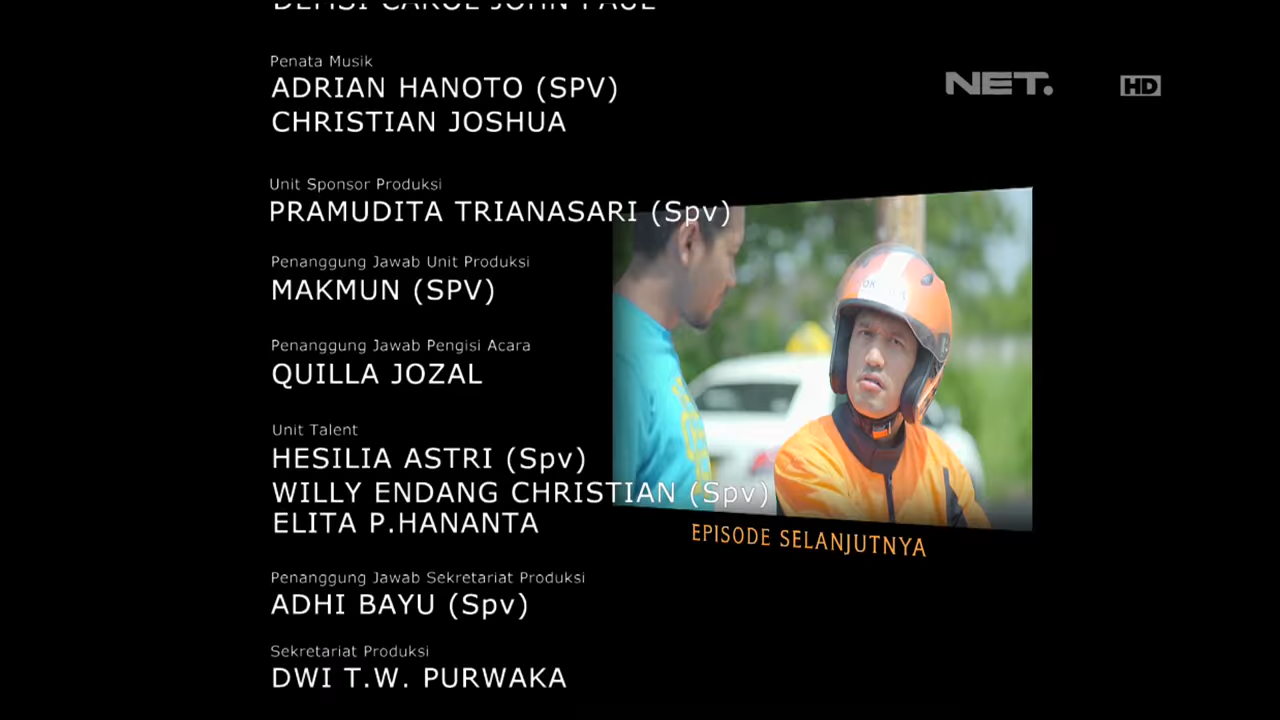 Penata Musik
ADRIAN HANOTO (SPV)
CHRISTIAN JOSHUA
NET.
HD
Unit Sponsor Produksi
PRAMUDITA TRIANASARI (Spv)
Penanggung Jawab Unit Produksi
MAKMUN (SPV)
Penanggung Jawab Pengisi Acara
QUILLA JOZAL
Unit Talent
HESILIA ASTRI (Spv)
WILLY ENDANG CHRISTIAN (Spv)
ELITA P.HANANTA
EPISODE SELANJUTNYA
Penanggung Jawab Sekretariat Produksi
ADHI BAYU (Spv)
Sekretariat Produksi
DWI T.W. PURWAKA